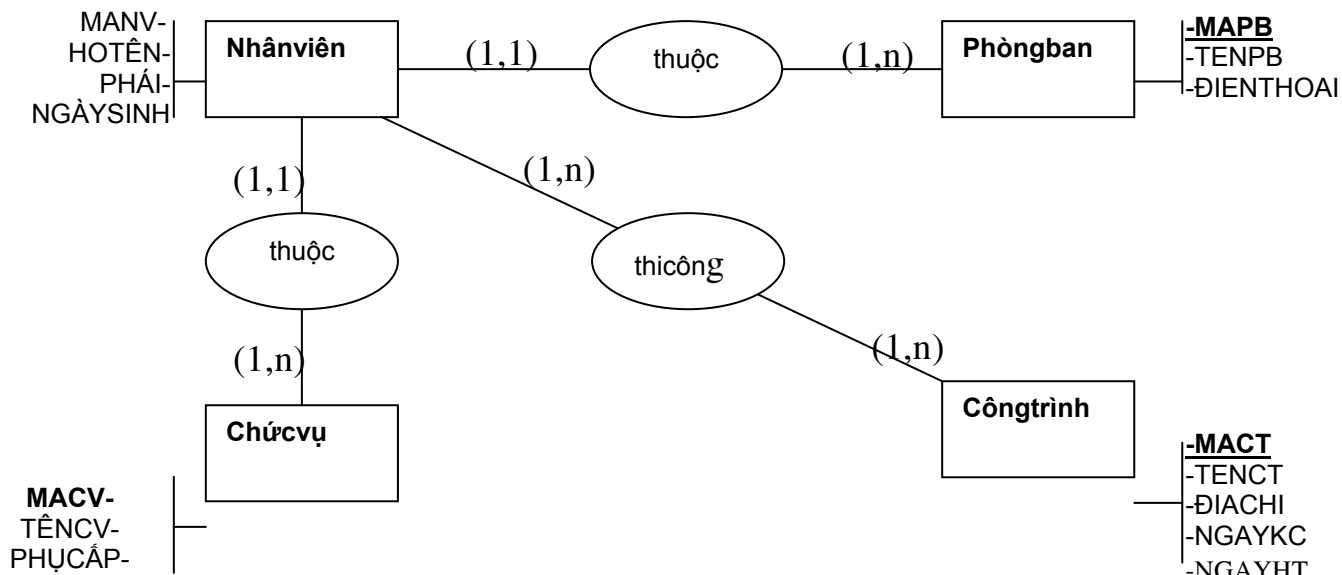 MANV-
HOTÊN-
PHÁI-
NGÀYSINH
Nhânviên
(1,1)
thuộc
(1,n)
Phòngban
-MAPB
-TENPB
-ĐIENTHOAI
(1,1)
thuộc
(1,n)
(1,n)
thicông
(1,n)
Chứcvụ
MACV-
TÊNCV-
PHỤCẤP-
Côngtrình
-MACT
-TENCT
-ĐIACHI
-NGAYKC
-NGAYHT